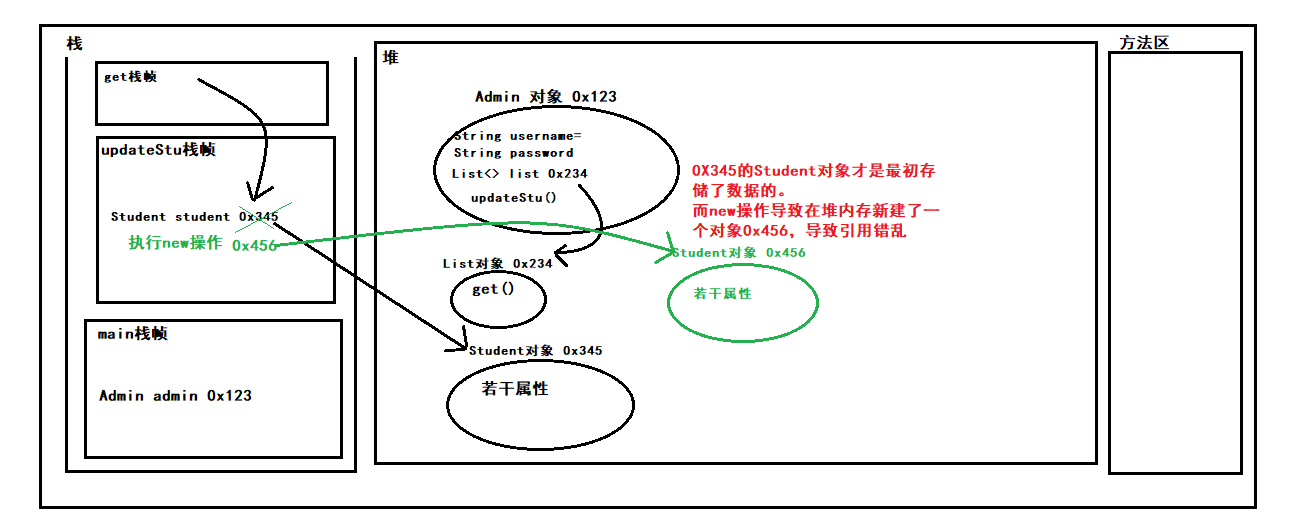 栈
get栈帧
updateStu栈帧
Student student 0x345
执行new操作 0x456
main栈帧
Admin admin 0x123
堆
Admin 对象 0x123
String username=
String password
List<> list 0x234
updateStu()
List对象 0x234
get()
Student对象 0x345
若干属性
0X345的Student对象才是最初存
储了数据的。
而new操作导致在堆内存新建了一
个对象0x456，导致引用错乱
Student对象 0x456
若干属性
方法区